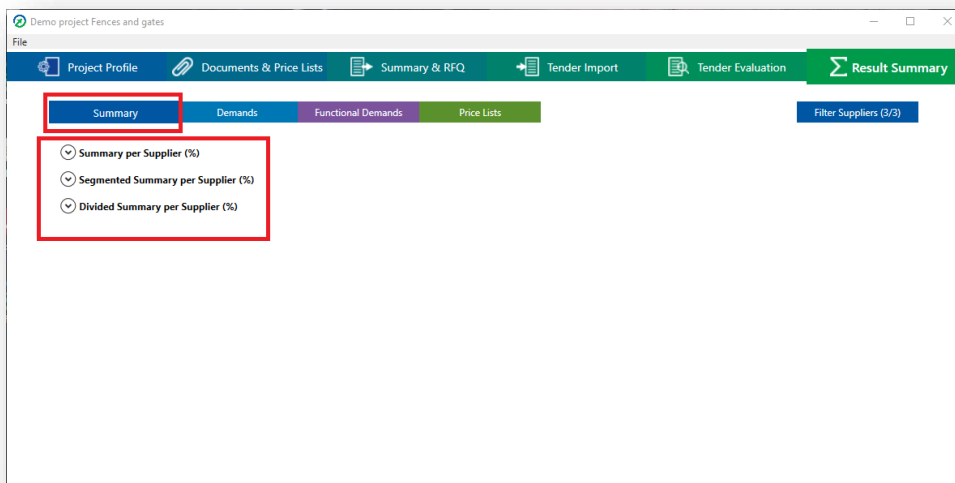 Demo project Fences and gates
File
Project Profile
Documents & Price Lists
Summary & RFQ
Tender Import
Tender Evaluation
Result Summary
Summary
Demands
Functional Demands
Price Lists
Filter Suppliers (3/3)
Summary per Supplier (%)
Segmented Summary per Supplier (%)
Divided Summary per Supplier (%)